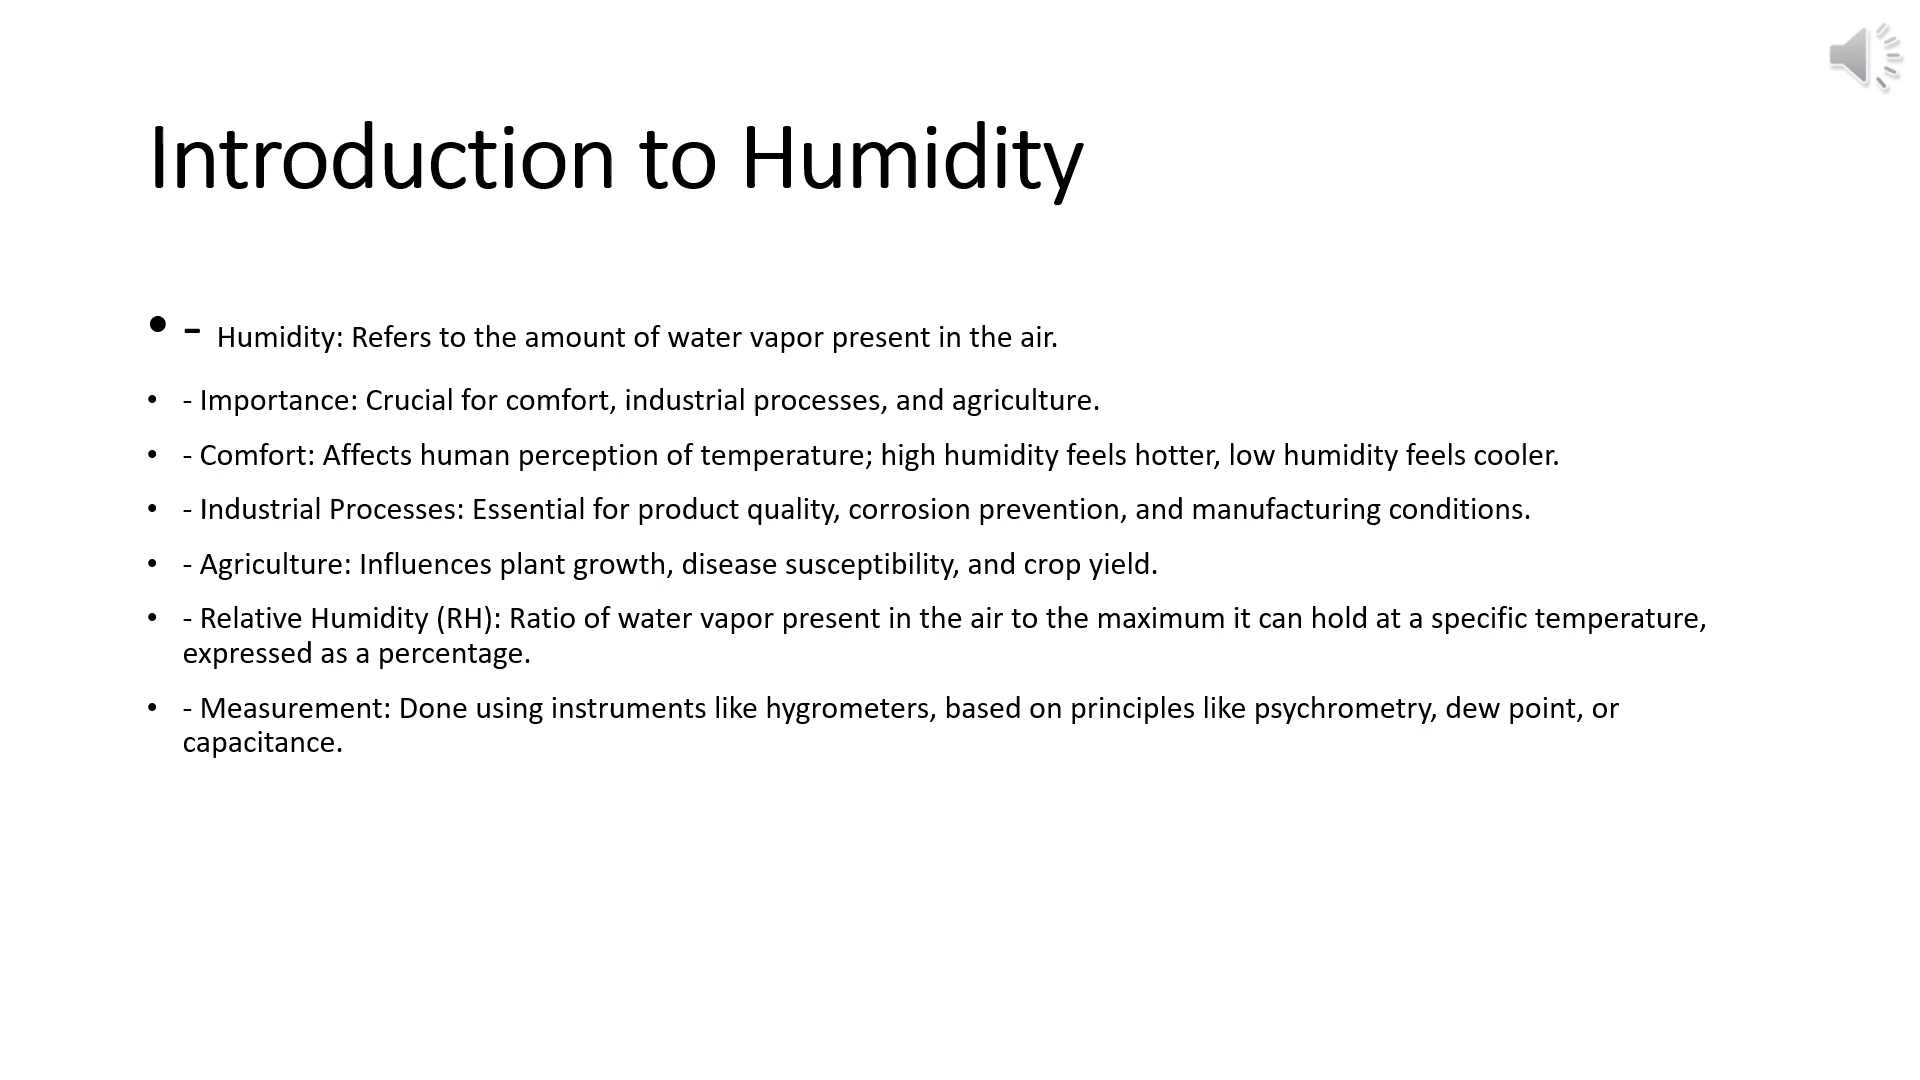 Introduction to Humidity
• - Humidity: Refers to the amount of water vapor present in the air.
• - Importance: Crucial for comfort, industrial processes, and agriculture.
• - Comfort: Affects human perception of temperature; high humidity feels hotter, low humidity feels cooler.
• - Industrial Processes: Essential for product quality, corrosion prevention, and manufacturing conditions.
• - Agriculture: Influences plant growth, disease susceptibility, and crop yield.
• - Relative Humidity (RH): Ratio of water vapor present in the air to the maximum it can hold at a specific temperature,
expressed as a percentage.
• - Measurement: Done using instruments like hygrometers, based on principles like psychrometry, dew point, or
capacitance.